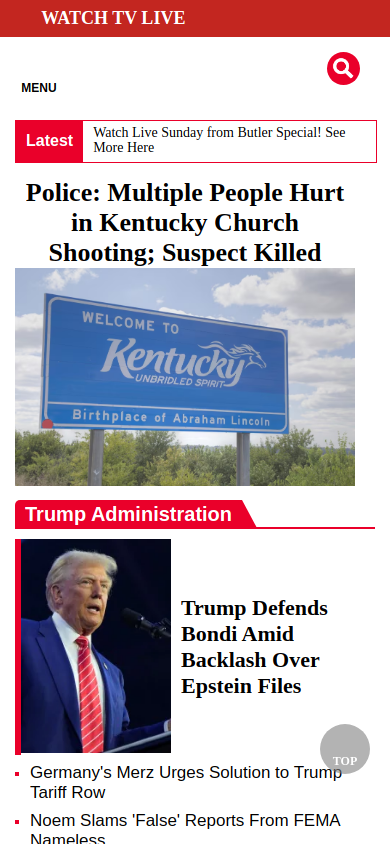 WATCH TV LIVE
MENU
Latest
Watch Live Sunday from Butler Special! See
More Here
Police: Multiple People Hurt
in Kentucky Church
Shooting; Suspect Killed
WELCOME TO
Kentucky
UNBRIDLED SPIRIT
Birthplace of Abraham Lincoln
Trump Administration
Trump Defends
Bondi Amid
Backlash Over
Epstein Files
TOP
Germany's Merz Urges Solution to Trump
Tariff Row
Noem Slams 'False' Reports From FEMA
Nameless